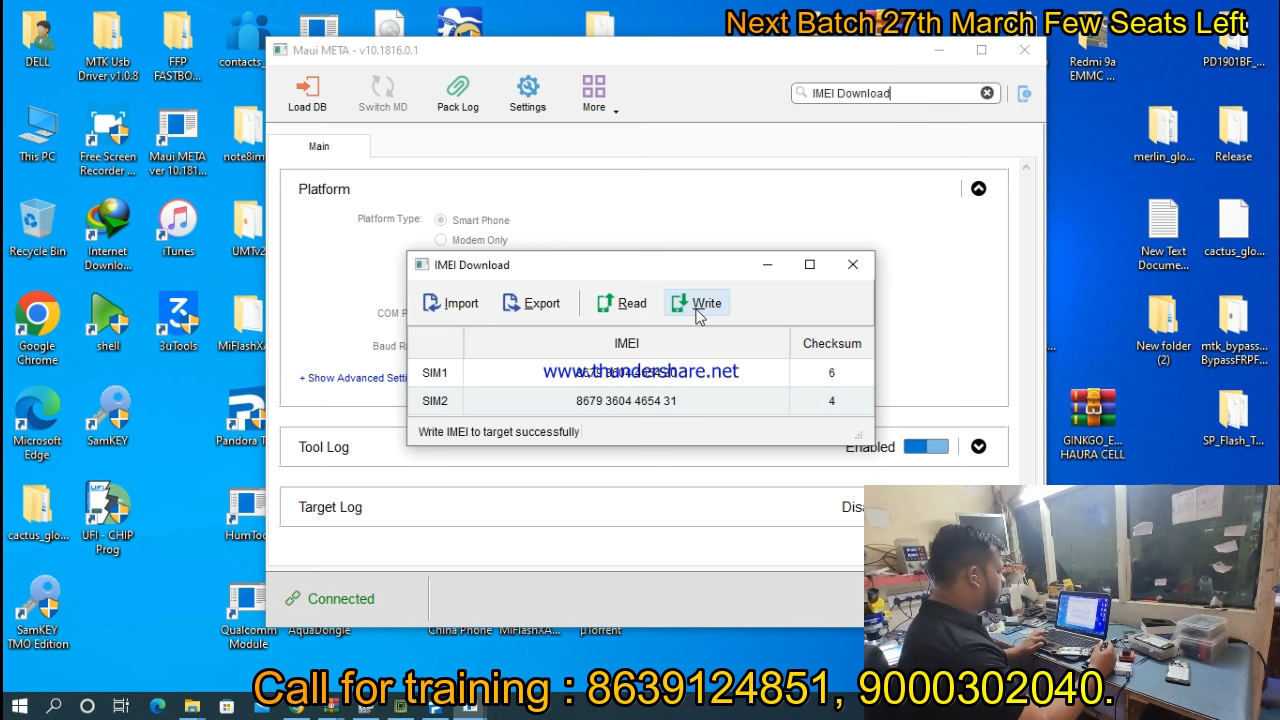 Next Batch 27th March Few Seats Left
DELL
MTK Usb
Driver v1.0.8
FFP
FASTBO...
contacts_
Redmi 9a
EMMC ...
PD1901BF_...
Maui META - v10.1816.0.1
Load DB
Switch MD
Pack Log
Settings
More
IMEI Download
This PC
Free Screen
Recorder ...
Maui META
ver 10.181...
note8im
merlin_glo...
Release
Main
Platform
Platform Type:
Smart Phone
Modem Only
COM P
Baud Ra
+ Show Advanced Setti
Recycle Bin
Internet
Downlo...
iTunes
UMTv2
New Text
Docume...
cactus_glo...
IMEI Download
Import
Export
Read
Write
IMEI
Checksum
SIM1
www.thundershare.net
6
SIM2
8679 3604 4654 31
4
Write IMEI to target successfully
Google
Chrome
shell
3uTools
MiFlashXA
New folder
(2)
mtk_bypass...
BypassFRPF...
Microsoft
Edge
SamKEY
Pandora T
GINKGO_E...
HAURA CELL
SP_Flash_T...
Tool Log
Enabled
Target Log
Disa
cactus_glo...
UFI - CHIP
Prog
HumToo
Connected
SamKEY
TMO Edition
Qualcomm
Module
AquaDongle
China Phone
MiFlashXA...
µTorrent
Call for training : 8639124851, 9000302040.